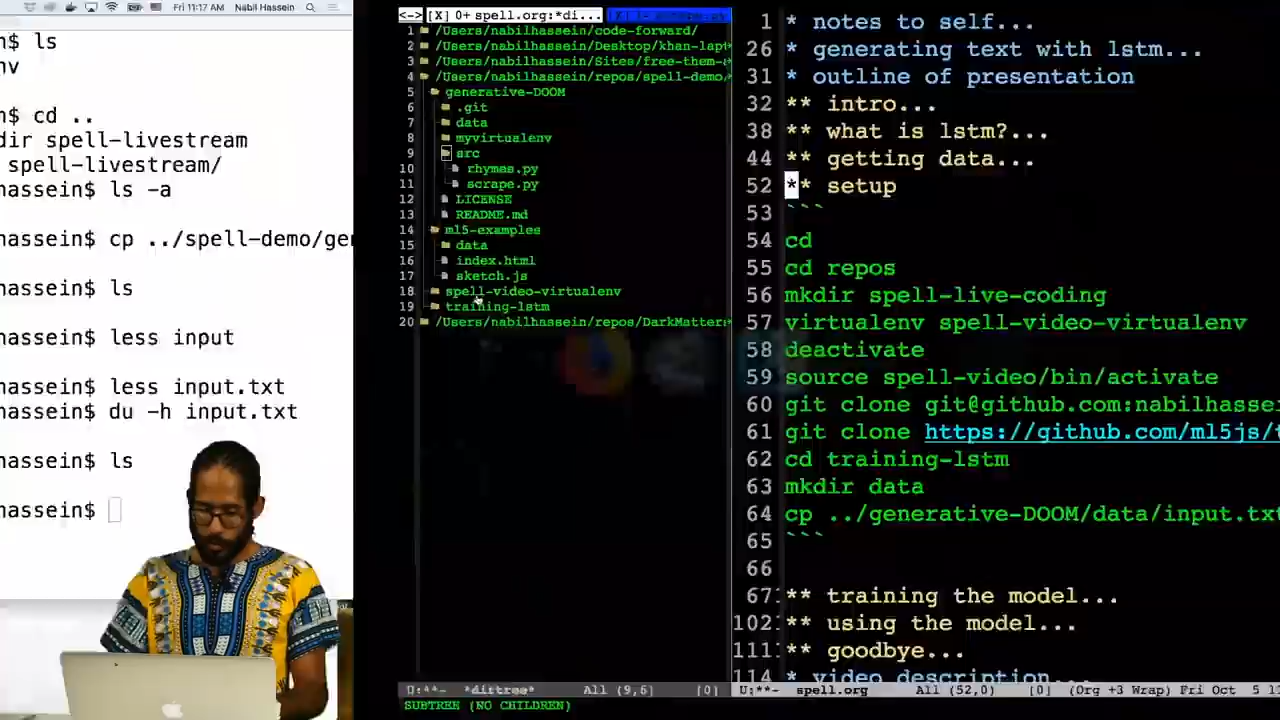 Fri 11:17 AM Nabil Hassein
n$ ls
nv
$ cd ..
dir spell-livestream
spell-livestream/
hassein$ ls -a
hassein$ cp ../spell-demo/gen
hassein$ ls
hassein$ less input
hassein$ less input.txt
hassein$ du -h input.txt
hassein$ ls
hassein$
<-> [X] 0+ spell.org:*di...
1 /Users/nabilhassein/code-forward/
2 /Users/nabilhassein/Desktop/khan-lapt
3 /Users/nabilhassein/Sites/free-them-
4 /Users/nabilhassein/repos/spell-demo/
5 generative-DOOM
6 .git
7 data
8 myvirtualenv
9 src
10 rhymes.py
11 scrape.py
12 LICENSE
13 README.md
14 ml5-examples
15 data
16 index.html
17 sketch.js
18 spell-video-virtualenv
19 training-lstm
20 /Users/nabilhassein/repos/DarkMatter
U:**- *dirtree* All (9,6) [0]
SUBTREE (NO CHILDREN)
1 * notes to self...
26 * generating text with lstm...
31 * outline of presentation
32 ** intro...
38 ** what is lstm?...
44 ** getting data...
52 ** setup
53 ```
54 cd
55 cd repos
56 mkdir spell-live-coding
57 virtualenv spell-video-virtualenv
58 deactivate
59 source spell-video/bin/activate
60 git clone git@github.com:nabilhassei
61 git clone https://github.com/ml5js/t
62 cd training-lstm
63 mkdir data
64 cp ../generative-DOOM/data/input.txt
65 ```
66
67 ** training the model...
102 ** using the model...
111 ** goodbye...
114 * video description...
U:**- spell.org All (52,0) [0] (Org +3 Wrap) Fri Oct 5 1